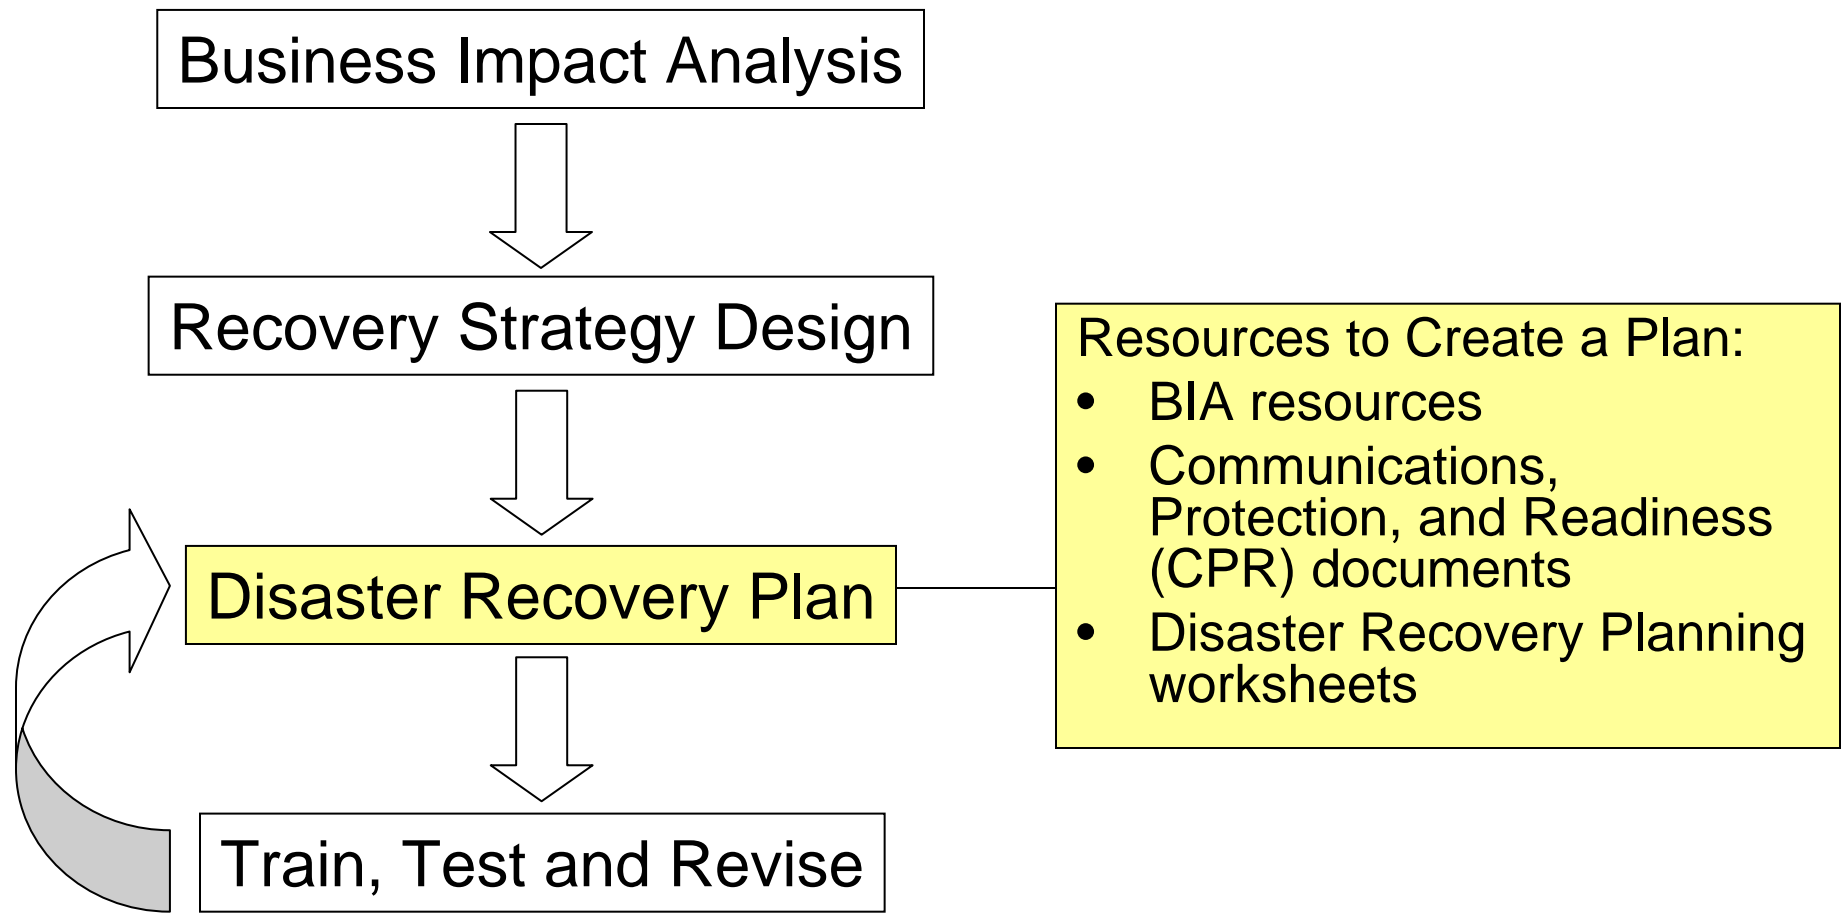 Business Impact Analysis
Recovery Strategy Design
Disaster Recovery Plan
Train, Test and Revise
Resources to Create a Plan:
• BIA resources
• Communications,
Protection, and Readiness
(CPR) documents
• Disaster Recovery Planning
worksheets